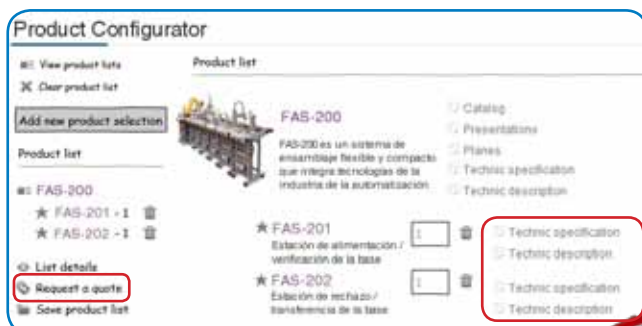 Product Configurator
View product lists
Clear product list
Add new product selection
Product list
FAS-200
FAS-201 - 1
FAS-202 - 1
List details
Request a quote
Save product list
Product list
FAS-200
FAS-200 es un sistema de
ensamblaje flexible y compacto
que integra tecnologías de la
industria de la automatización
Catalog
Presentations
Planes
Technic specification
Technic description
FAS-201
Estación de alimentación /
verificación de la base
1
Technic specification
Technic description
FAS-202
Estación de rechazo /
transferencia de la base
1
Technic specification
Technic description